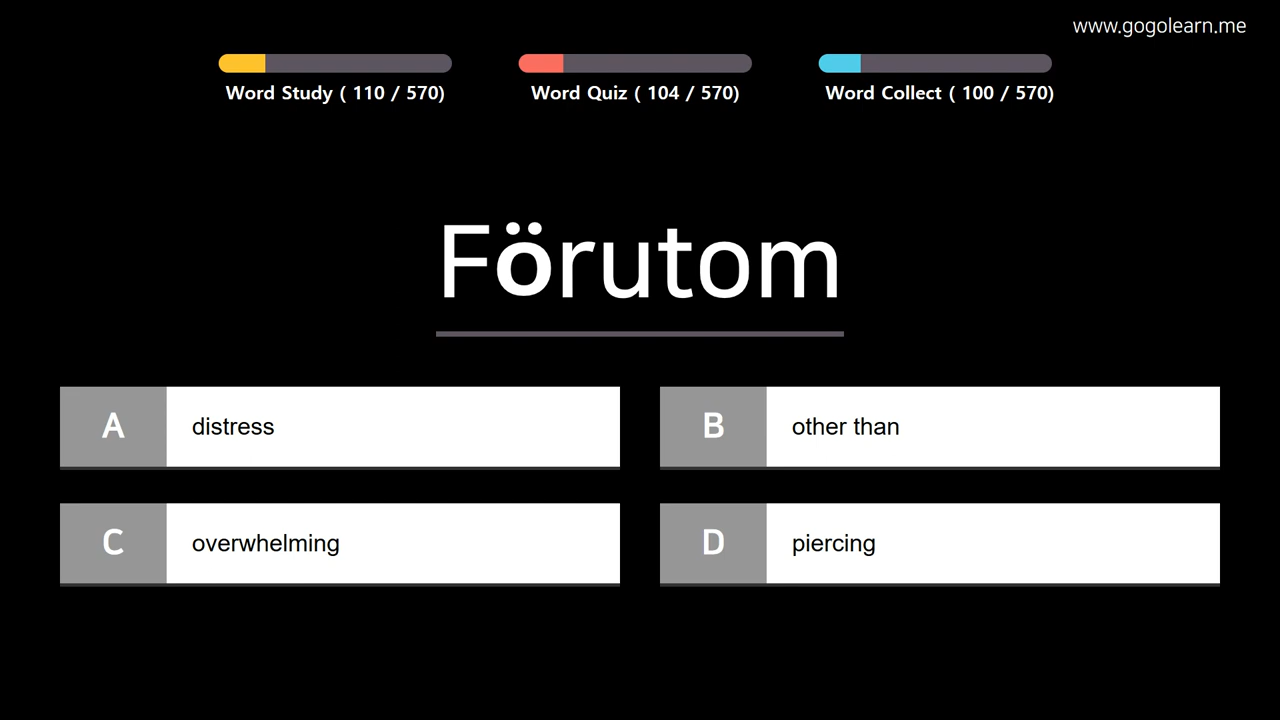 www.gogolearn.me
Word Study ( 110 / 570)
Word Quiz ( 104 / 570)
Word Collect ( 100 / 570)
Förutom
A distress
B other than
C overwhelming
D piercing